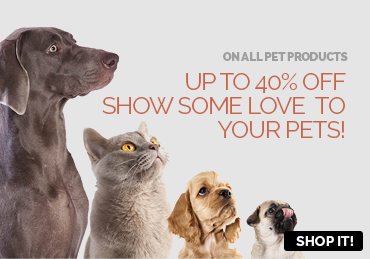 ON ALL PET PRODUCTS
UP TO 40% OFF
SHOW SOME LOVE TO
YOUR PETS!
SHOP IT!